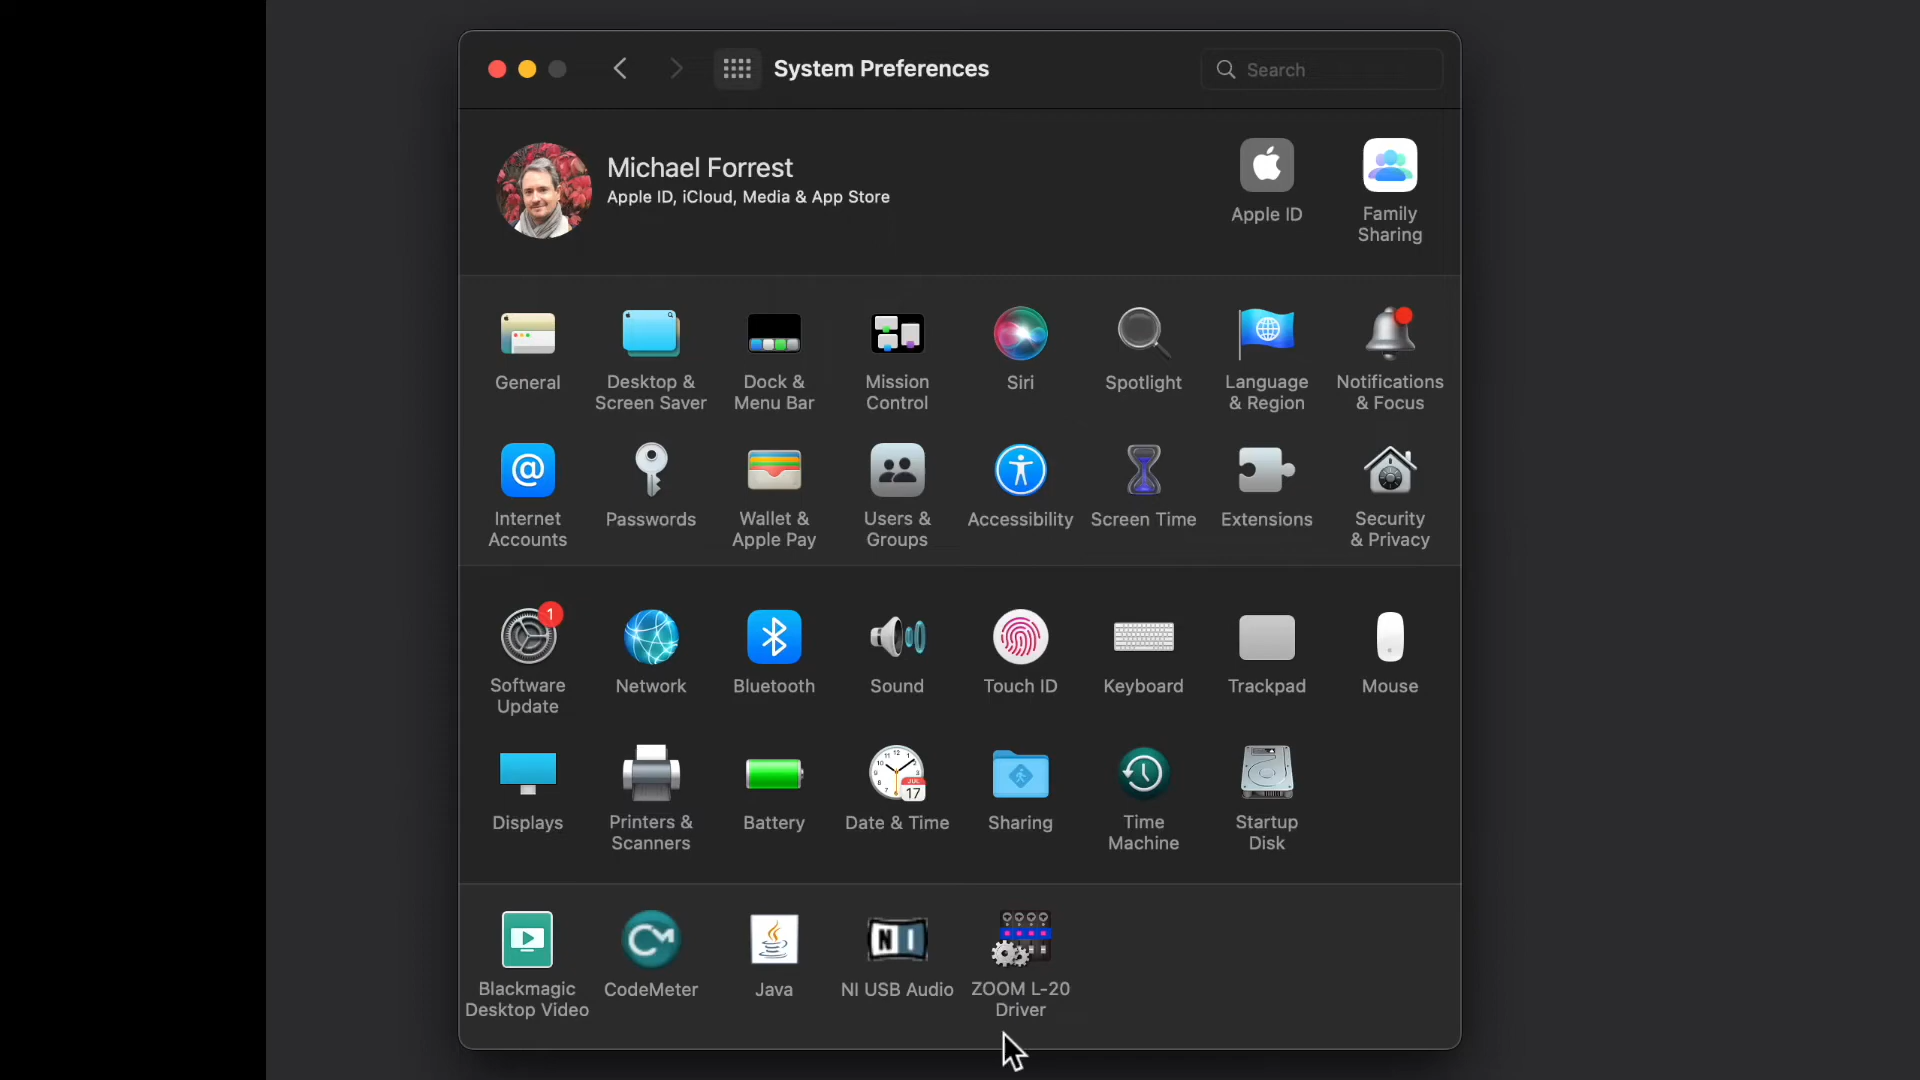 System Preferences
Search
Michael Forrest
Apple ID, iCloud, Media & App Store
Apple ID
Family
Sharing
General
Desktop &
Screen Saver
Dock &
Menu Bar
Mission
Control
Siri
Spotlight
Language
& Region
Notifications
& Focus
Internet
Accounts
Passwords
Wallet &
Apple Pay
Users &
Groups
Accessibility
Screen Time
Extensions
Security
& Privacy
1
Software
Update
Network
Bluetooth
Sound
Touch ID
Keyboard
Trackpad
Mouse
Displays
Printers &
Scanners
Battery
JUL
17
Date & Time
Sharing
Time
Machine
Startup
Disk
Blackmagic
Desktop Video
CM
CodeMeter
Java
NI
NI USB Audio
ZOOM L-20
Driver